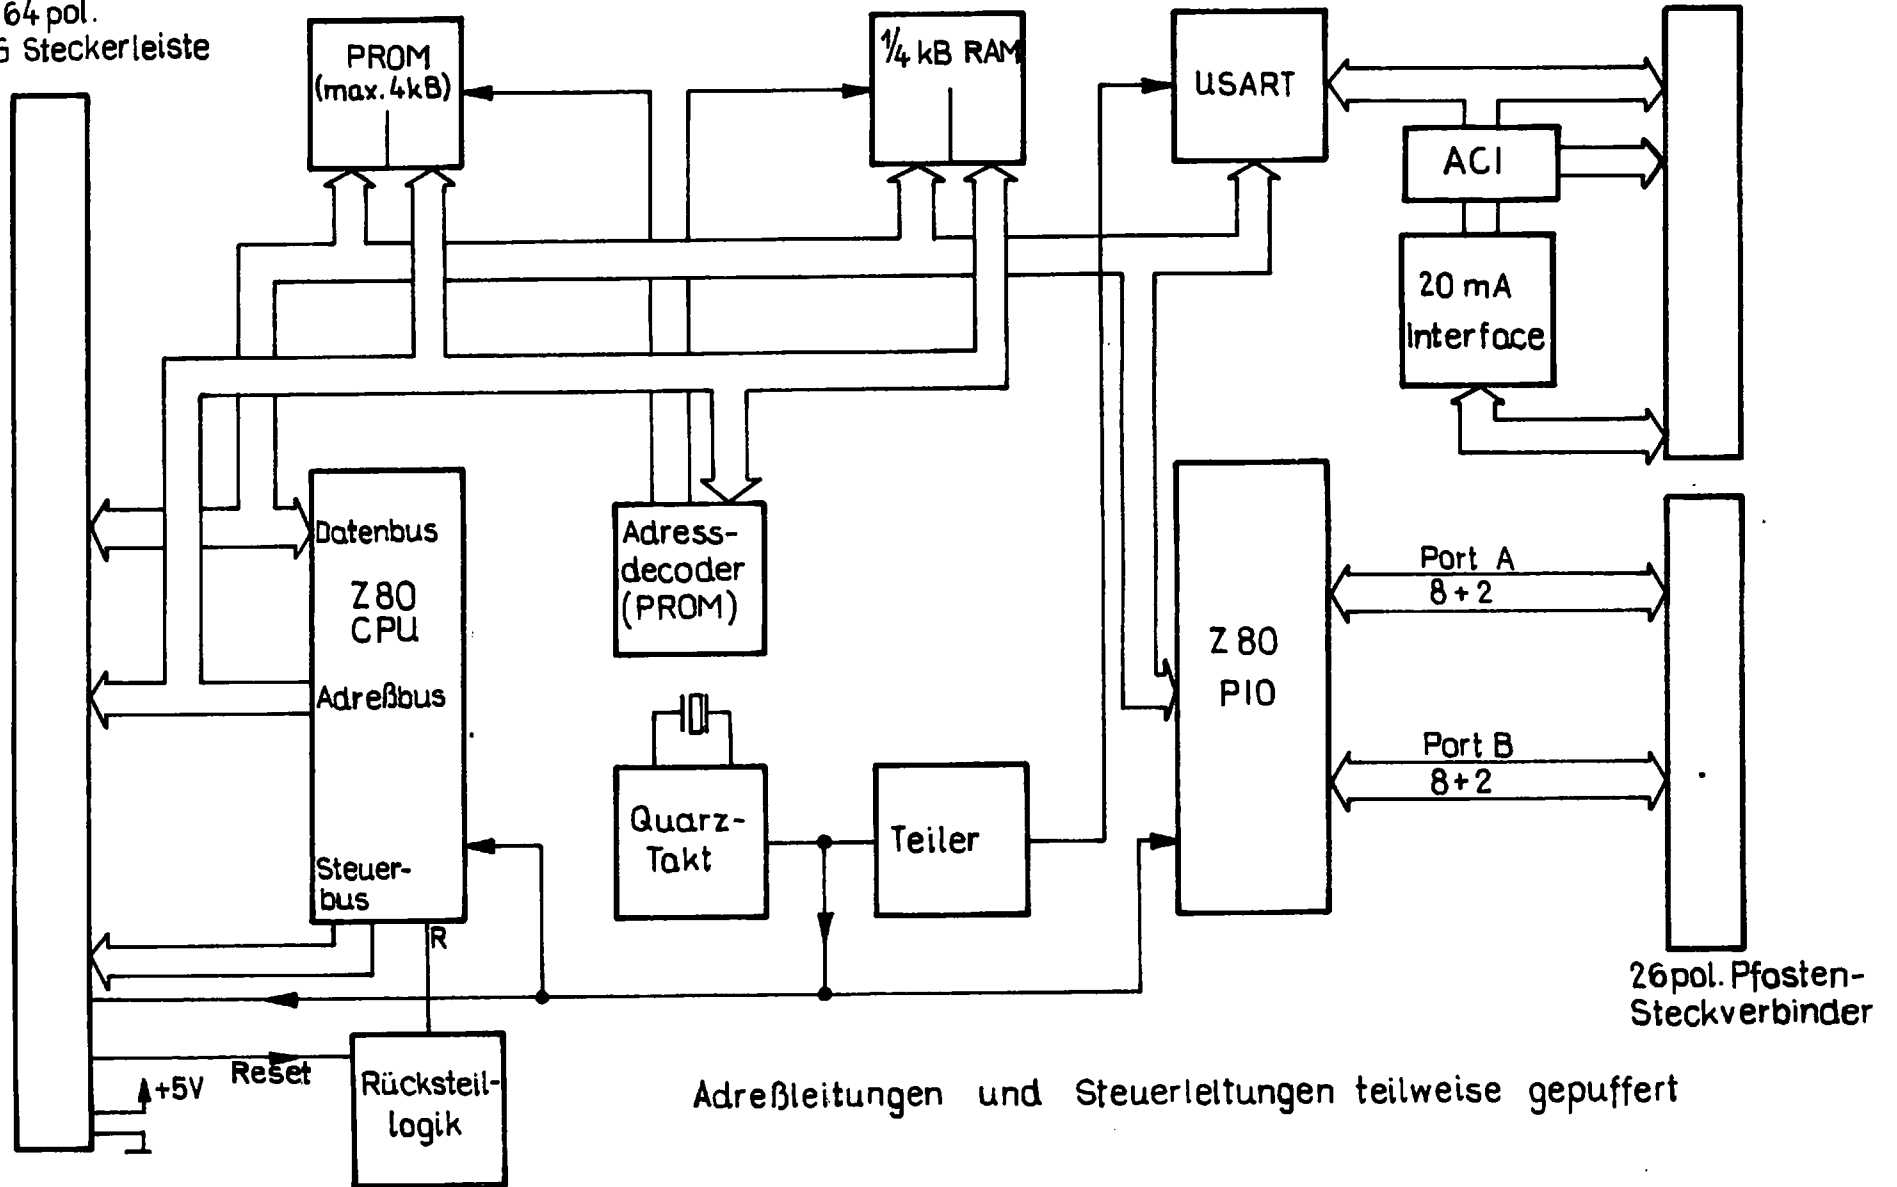 64 pol.
G Steckerleiste
PROM
(max. 4kB)
1/4 kB RAM
USART
ACI
20 mA
Interface
Datenbus
Z80
CPU
Adreßbus
Steuer-
bus
R
Adress-
decoder
(PROM)
Quarz-
Takt
Teiler
Z 80
PIO
Port A
8+2
Port B
8+2
26pol. Pfosten-
Steckverbinder
Reset
+5V
Rücksteil-
logik
Adreßleitungen und Steuerleitungen teilweise gepuffert